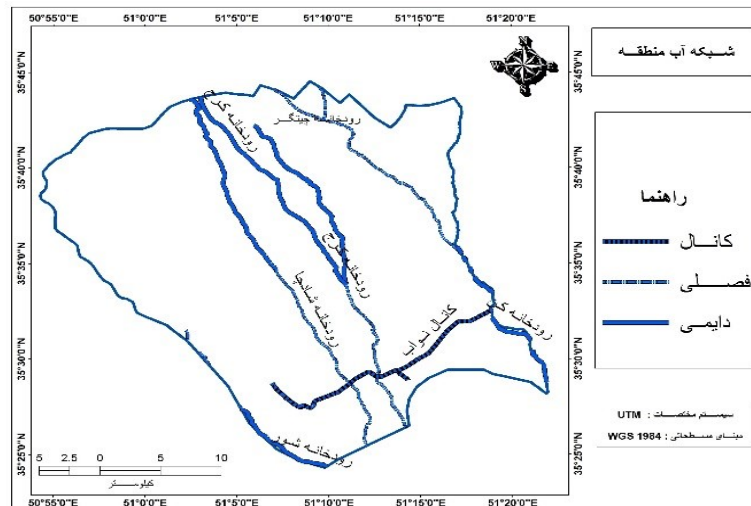 شبکه آب منطقه
راهنما
کانال
فصلی
دایمی
سیستم مختصات : UTM
مبنای مسطحاتی : WGS 1984
50°55'0"E 51°0'0"E 51°5'0"E 51°10'0"E 51°15'0"E 51°20'0"E
35°45'0"N 35°45'0"N
35°40'0"N 35°40'0"N
35°35'0"N 35°35'0"N
35°30'0"N 35°30'0"N
35°25'0"N 35°25'0"N
رودخانه کرج
رودخانه چیتگر
رودخانه کرج
رودخانه شادچا
کانال نواب
رودخانه کن
رودخانه شور
5 2.5 0 5 10
کیلومتر
50°55'0"E 51°0'0"E 51°5'0"E 51°10'0"E 51°15'0"E 51°20'0"E